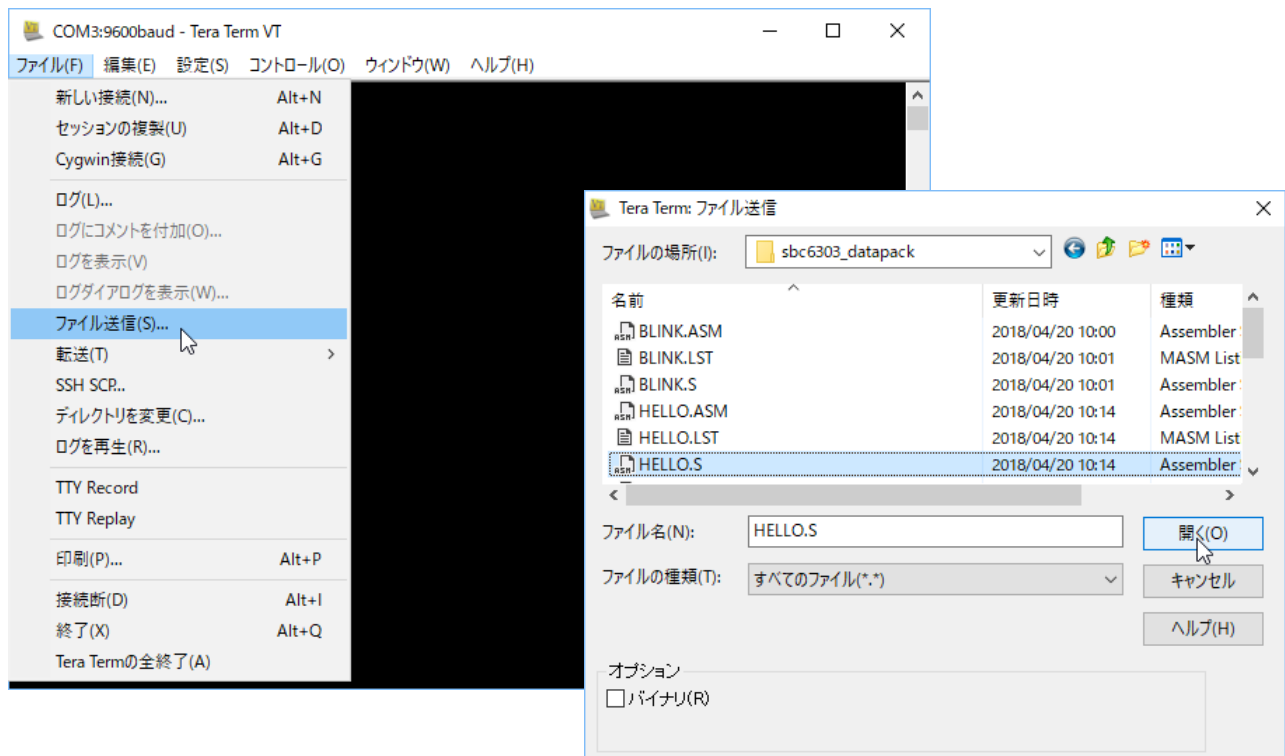 COM3:9600baud - Tera Term VT
ファイル(F) 編集(E) 設定(S) コントロール(O) ウィンドウ(W) ヘルプ(H)
新しい接続(N)... Alt+N
セッションの複製(U) Alt+D
Cygwin接続(G) Alt+G
ログ(L)...
ログにコメントを付加(O)...
ログを表示(V)
ログダイアログを表示(W)...
ファイル送信(S)...
転送(T)
SSH SCP...
ディレクトリを変更(C)...
ログを再生(R)...
TTY Record
TTY Replay
印刷(P)... Alt+P
接続断(D) Alt+I
終了(X) Alt+Q
Tera Termの全終了(A)
Tera Term: ファイル送信
ファイルの場所(I): sbc6303_datapack
名前 更新日時 種類
BLINK.ASM 2018/04/20 10:00 Assembler
BLINK.LST 2018/04/20 10:01 MASM List
BLINK.S 2018/04/20 10:01 Assembler
HELLO.ASM 2018/04/20 10:14 Assembler
HELLO.LST 2018/04/20 10:14 MASM List
HELLO.S 2018/04/20 10:14 Assembler
ファイル名(N): HELLO.S 開く(O)
ファイルの種類(T): すべてのファイル(*.*) キャンセル
ヘルプ(H)
オプション
バイナリ(R)